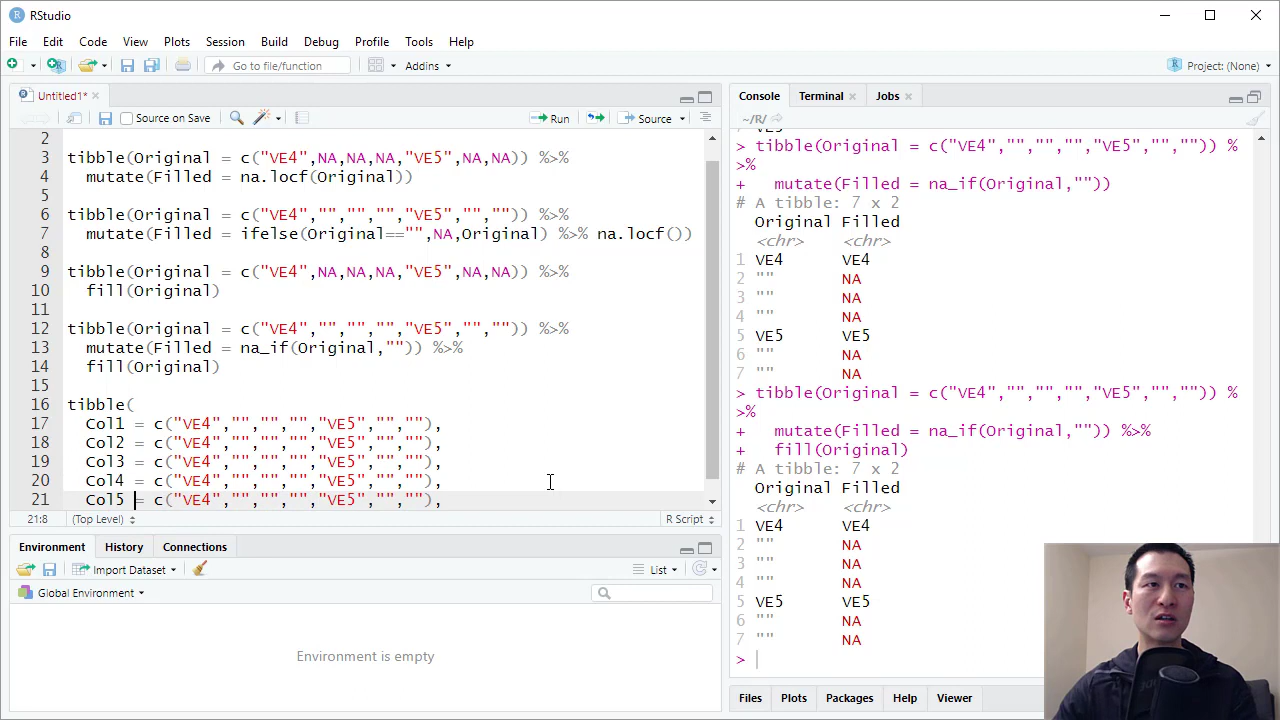 RStudio
File Edit Code View Plots Session Build Debug Profile Tools Help
Go to file/function Addins Project: (None)
Untitled1*
Source on Save Run Source
2
3 tibble(Original = c("VE4",NA,NA,NA,"VE5",NA,NA)) %>%
4 mutate(Filled = na.locf(Original))
5
6 tibble(Original = c("VE4","","","","VE5","","")) %>%
7 mutate(Filled = ifelse(Original=="",NA,Original) %>% na.locf())
8
9 tibble(Original = c("VE4",NA,NA,NA,"VE5",NA,NA)) %>%
10 fill(Original)
11
12 tibble(Original = c("VE4","","","","VE5","","")) %>%
13 mutate(Filled = na_if(Original,"")) %>%
14 fill(Original)
15
16 tibble(
17 Col1 = c("VE4","","","","VE5","",""),
18 Col2 = c("VE4","","","","VE5","",""),
19 Col3 = c("VE4","","","","VE5","",""),
20 Col4 = c("VE4","","","","VE5","",""),
21 Col5 = c("VE4","","","","VE5","",""),
21:8 (Top Level) R Script
Environment History Connections
Import Dataset List
Global Environment
Environment is empty
Console Terminal Jobs
~/R/
> tibble(Original = c("VE4","","","","VE5","","")) %
>%
+ mutate(Filled = na_if(Original,""))
# A tibble: 7 x 2
Original Filled
<chr> <chr>
1 VE4 VE4
2 "" NA
3 "" NA
4 "" NA
5 VE5 VE5
6 "" NA
7 "" NA
> tibble(Original = c("VE4","","","","VE5","","")) %
>%
+ mutate(Filled = na_if(Original,"")) %>%
+ fill(Original)
# A tibble: 7 x 2
Original Filled
<chr> <chr>
1 VE4 VE4
2 "" NA
3 "" NA
4 "" NA
5 VE5 VE5
6 "" NA
7 "" NA
>
Files Plots Packages Help Viewer